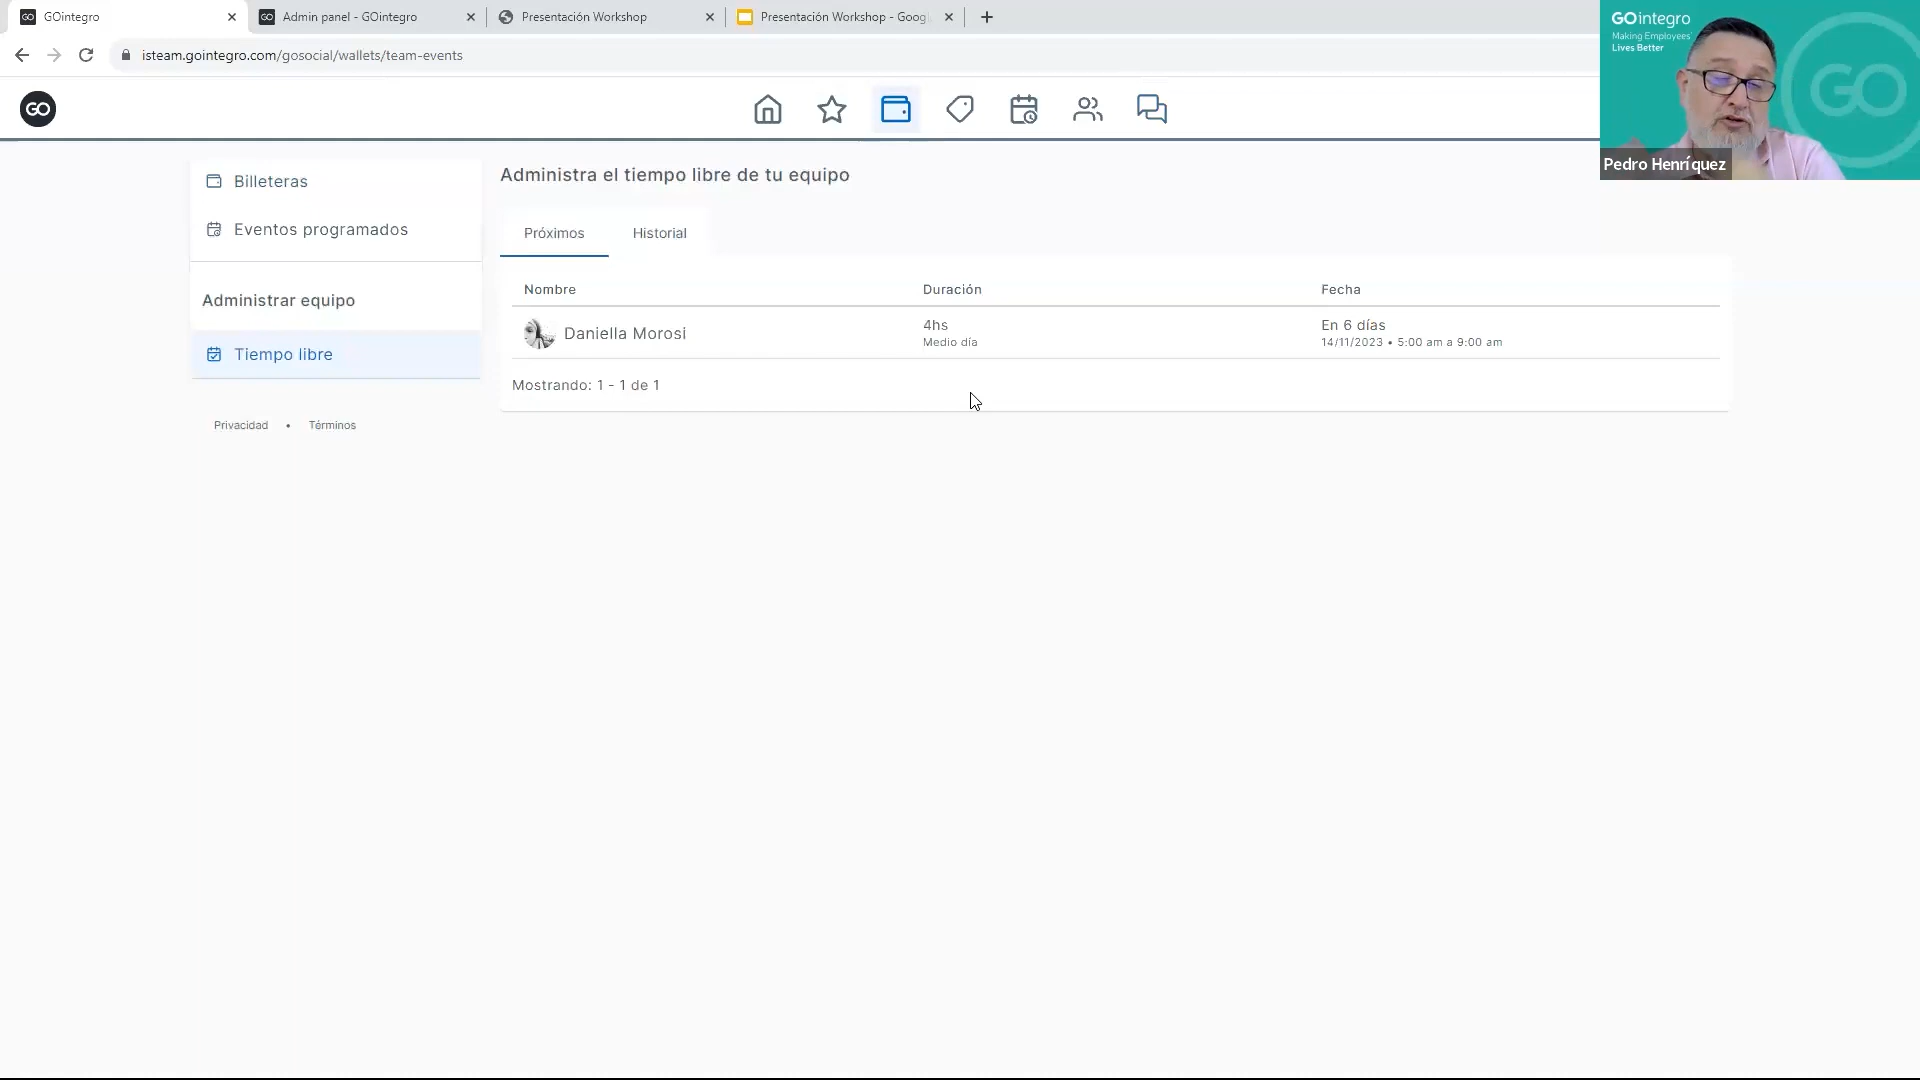 GOintegro
Admin panel - GOintegro
Presentación Workshop
Presentación Workshop - Goog
isteam.gointegro.com/gosocial/wallets/team-events
GO
GOintegro
Making Employees'
Lives Better
GO
Pedro Henríquez
Billeteras
Eventos programados
Administrar equipo
Tiempo libre
Privacidad • Términos
Administra el tiempo libre de tu equipo
Próximos Historial
Nombre Duración Fecha
Daniella Morosi
4hs
Medio día
En 6 días
14/11/2023 • 5:00 am a 9:00 am
Mostrando: 1 - 1 de 1